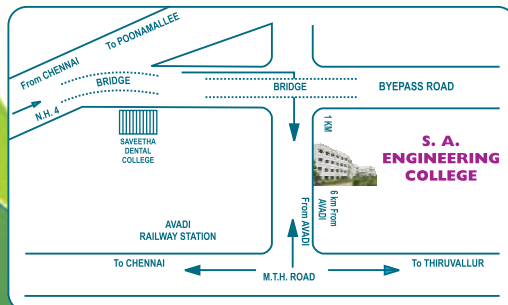 To POONAMALLEE
From CHENNAI
N.H. 4
BRIDGE
BRIDGE
BYEPASS ROAD
SAVEETHA
DENTAL
COLLEGE
1 KM
S. A.
ENGINEERING
COLLEGE
6 km From
AVADI
From AVADI
AVADI
RAILWAY STATION
To CHENNAI
M.T.H. ROAD
To THIRUVALLUR